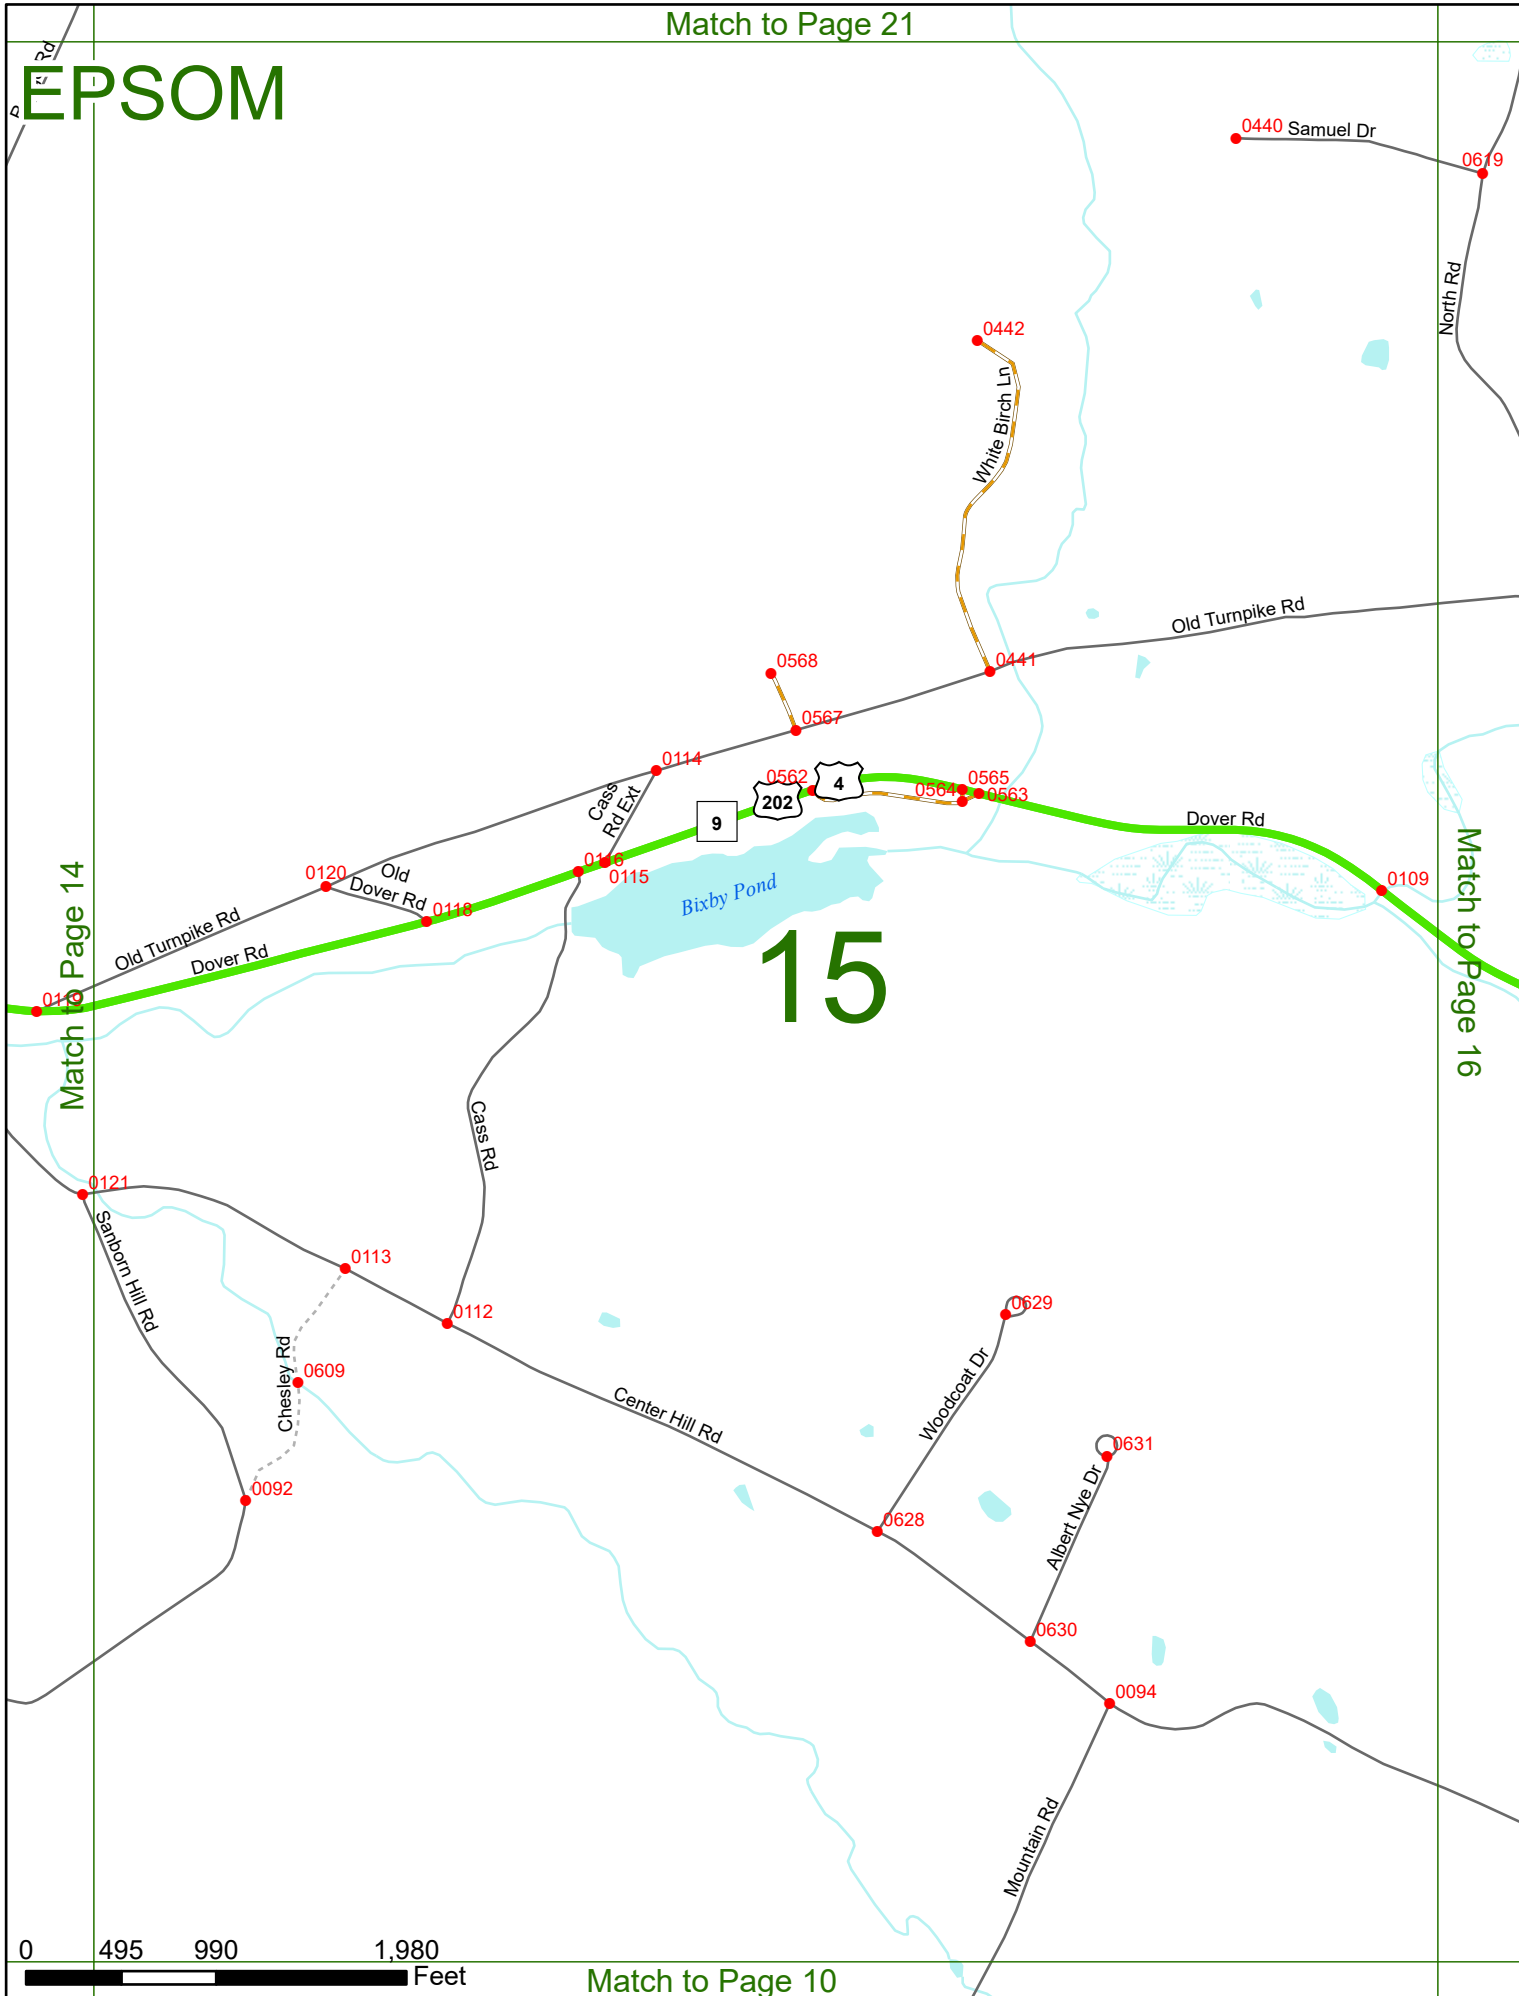 Match to Page 21
Rd
EPSOM
0440
Samuel Dr
0619
North Rd
0442
White Birch Ln
Old Turnpike Rd
0441
0568
0567
0114
Cass
Rd Ext
0562
4
202
9
0565
0564
0563
Dover Rd
0116
0115
Bixby Pond
0120
Old
Dover Rd
0118
0109
Old Turnpike Rd
Dover Rd
0119
Match to Page 14
15
Match to Page 16
Cass Rd
0121
Sanborn Hill Rd
0113
0112
0629
Chesley Rd
0609
Center Hill Rd
Woodcoat Dr
0631
Albert Nye Dr
0092
0628
0630
0094
Mountain Rd
0 495 990 1,980
Feet
Match to Page 10